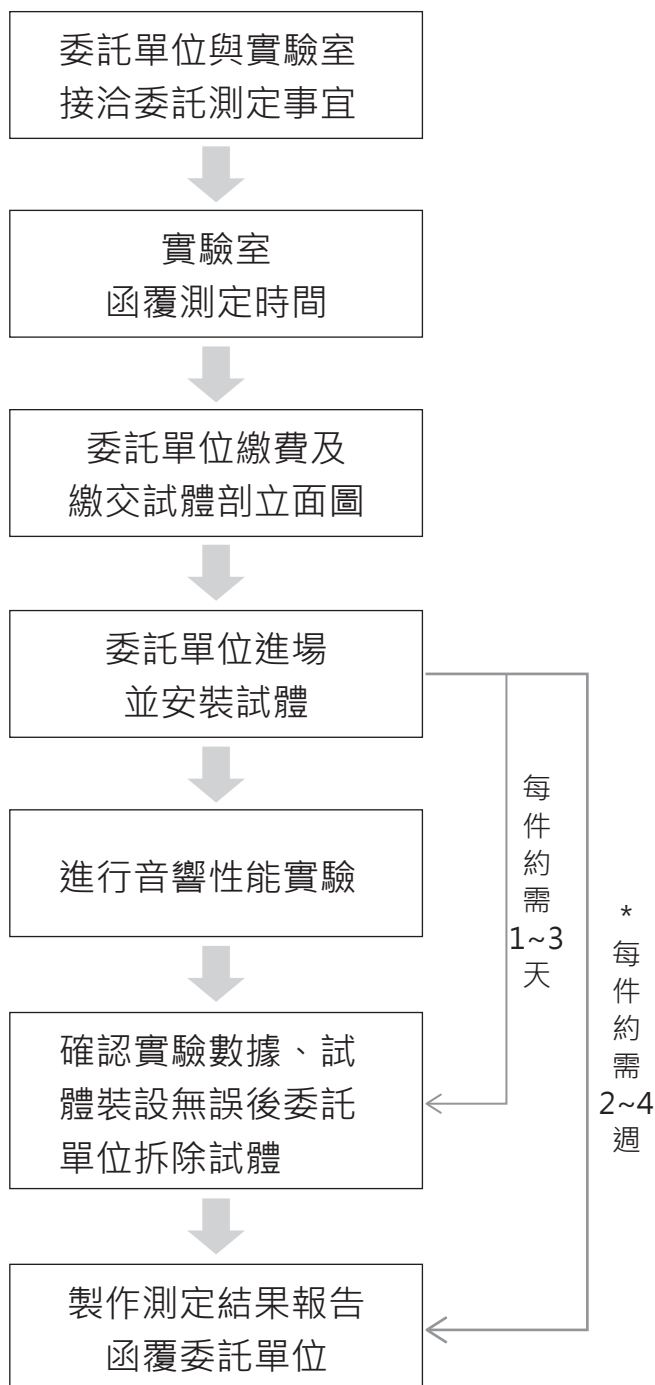 委託單位與實驗室
接洽委託測定事宜
實驗室
函覆測定時間
委託單位繳費及
繳交試體剖立面圖
委託單位進場
並安裝試體
進行音響性能實驗
確認實驗數據、試
體裝設無誤後委託
單位拆除試體
製作測定結果報告
函覆委託單位
每件約需1~3天
*每件約需2~4週